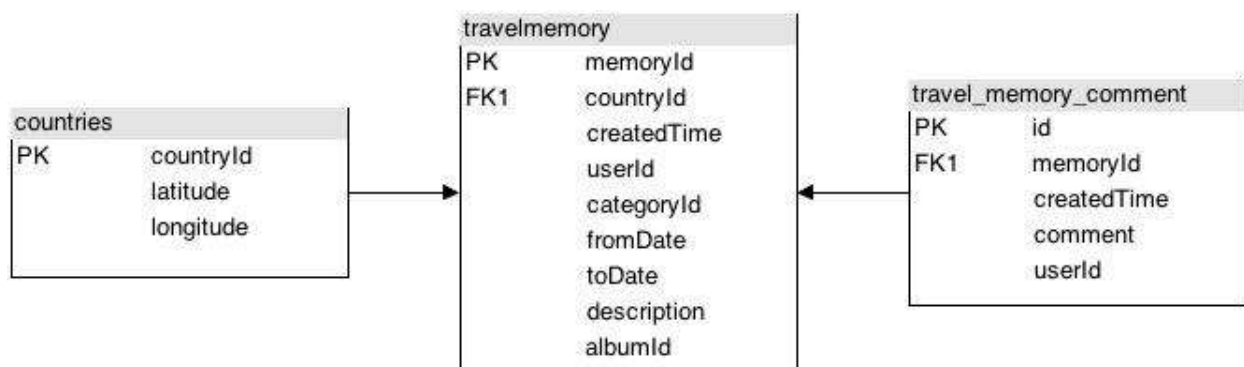 countries
PK countryId
latitude
longitude
travelmemory
PK memoryId
FK1 countryId
createdTime
userId
categoryId
fromDate
toDate
description
albumId
travel_memory_comment
PK id
FK1 memoryId
createdTime
comment
userId